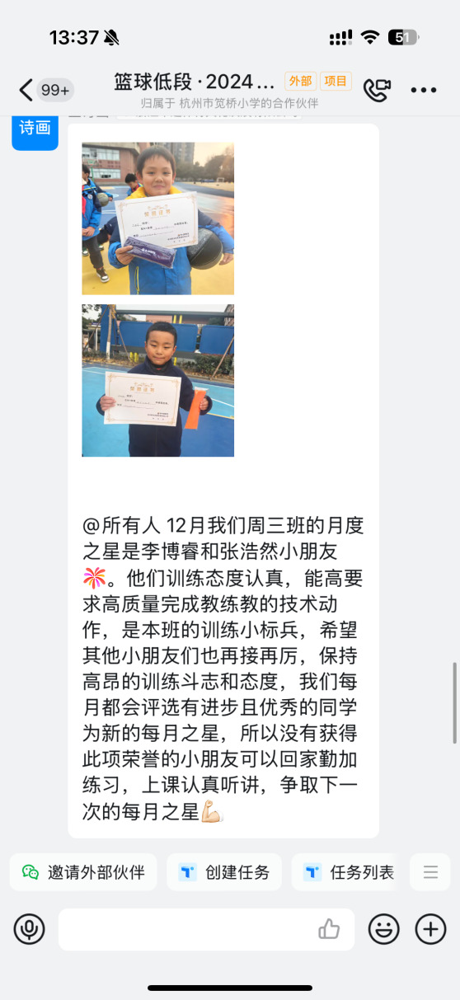 13:37
51
99+
篮球低段 · 2024...
外部
项目
归属于 杭州市笕桥小学的合作伙伴
诗画
@所有人 12月我们周三班的月度
之星是李博睿和张浩然小朋友
🎆。他们训练态度认真，能高要
求高质量完成教练教的技术动
作，是本班的训练小标兵，希望
其他小朋友们也再接再厉，保持
高昂的训练斗志和态度，我们每
月都会评选有进步且优秀的同学
为新的每月之星，所以没有获得
此项荣誉的小朋友可以回家勤加
练习，上课认真听讲，争取下一
次的每月之星💪🏻
邀请外部伙伴
创建任务
任务列表